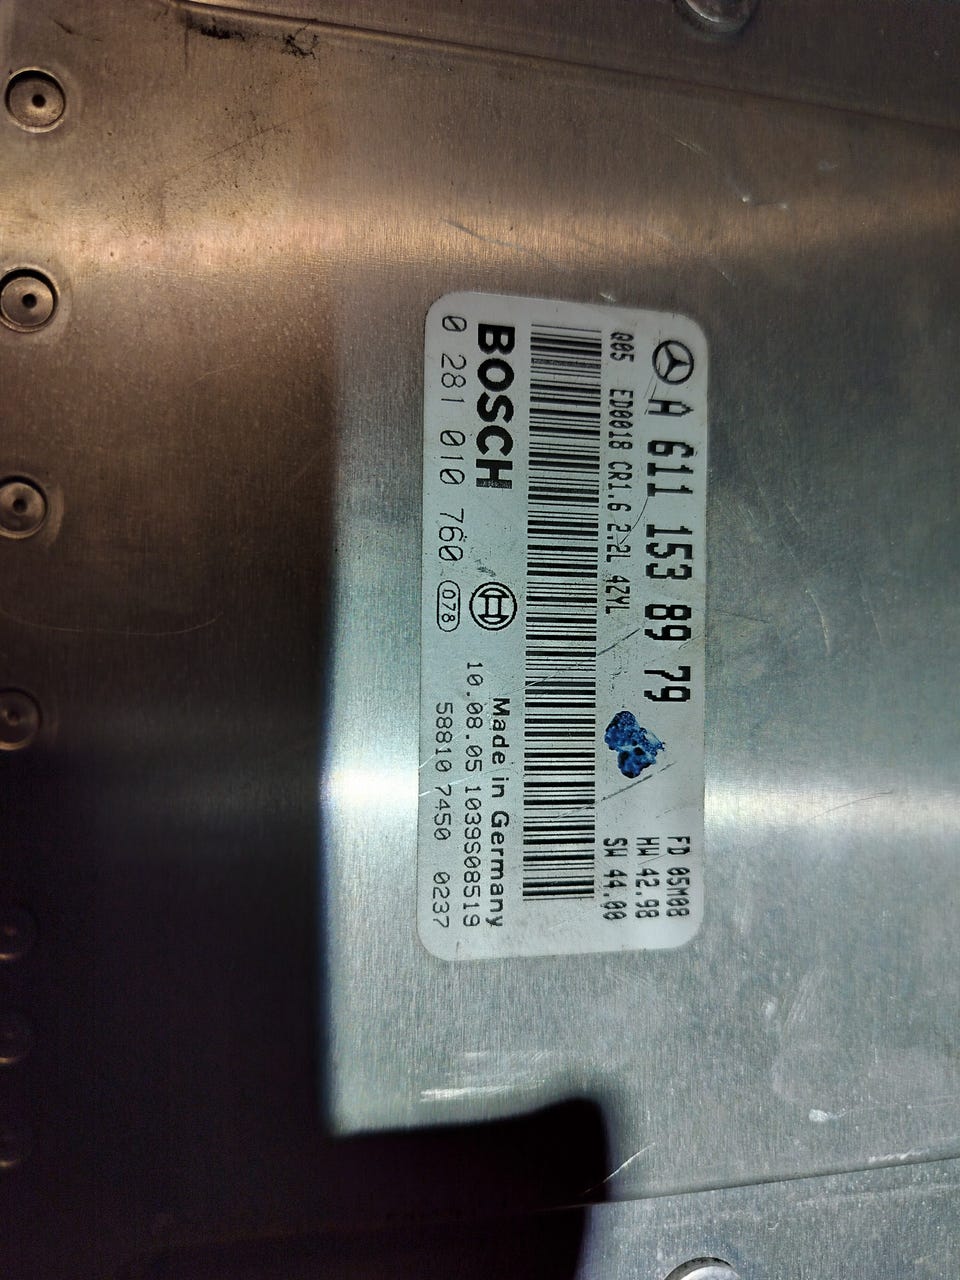 A 611 153 89 79
Q05 ED0018 CR1.6 2.2L 4ZYL
FD 05M08
HW 42.98
SW 44.00
BOSCH
Made in Germany
10.08.05 1039S08519
0 281 010 760 078
58810 7450 0237